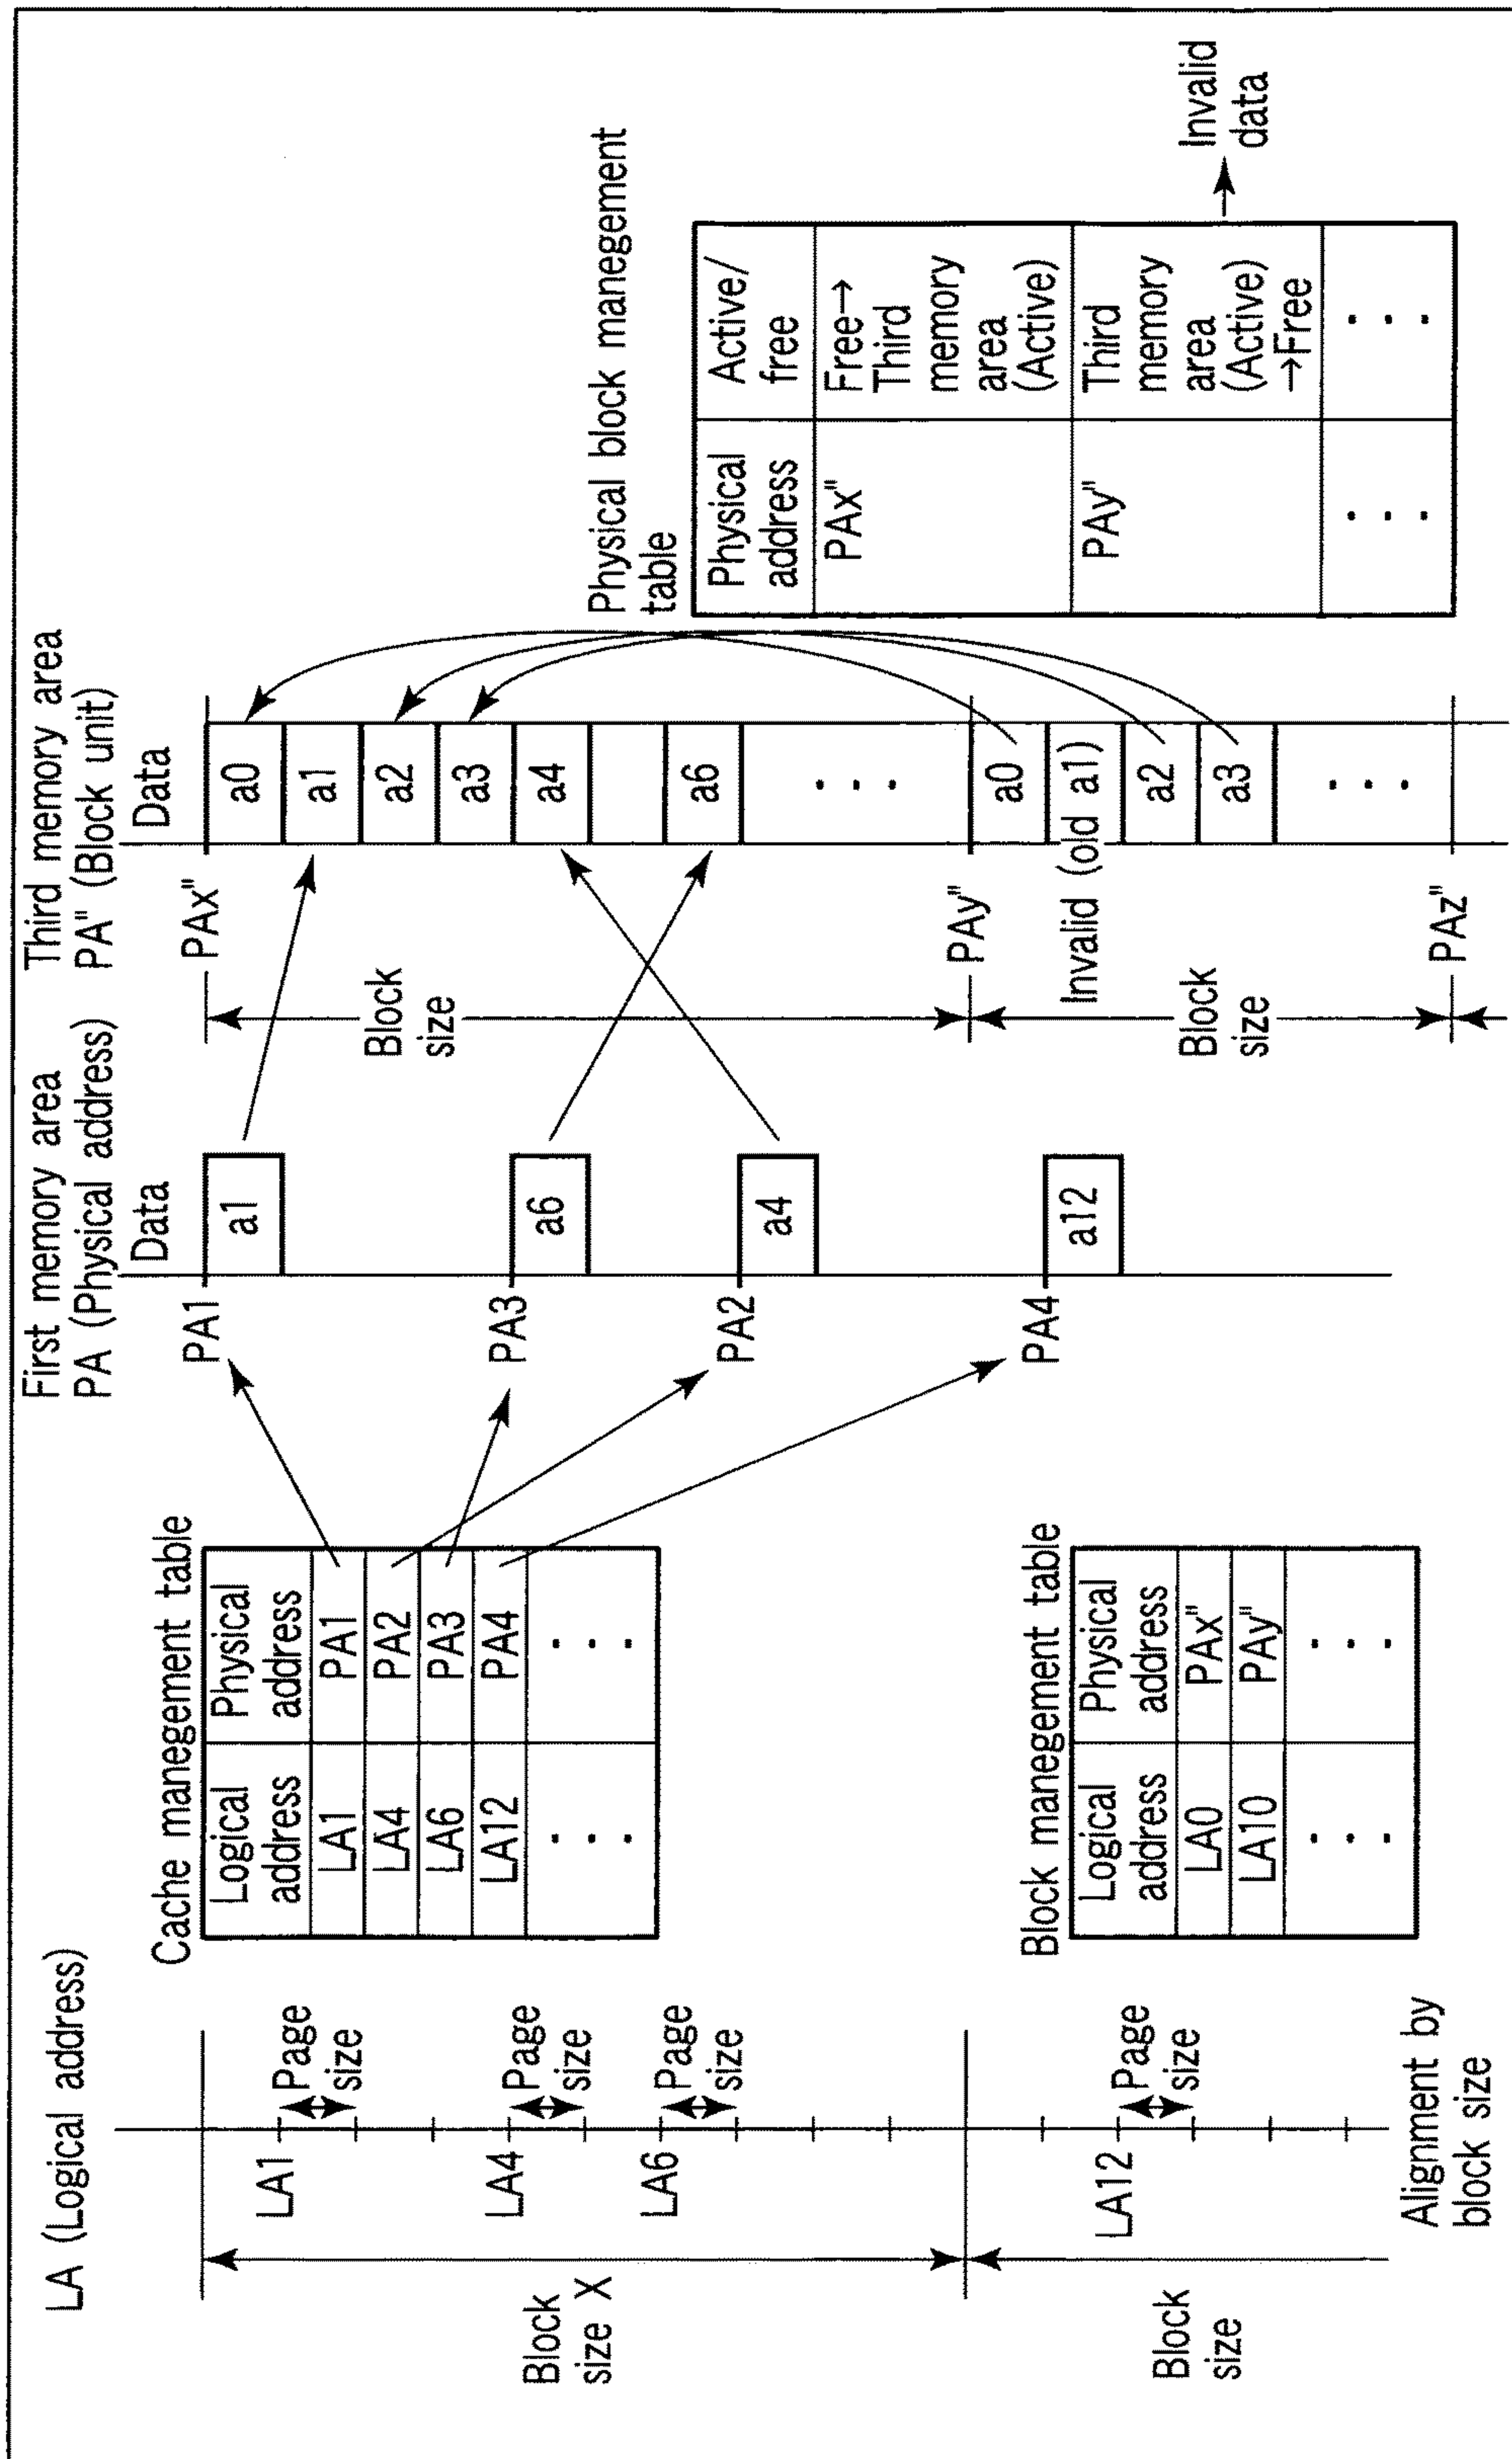 LA (Logical address)
LA1
Page
size
LA4
Page
size
LA6
Page
size
Block
size X
LA12
Page
size
Block
size
Alignment by
block size
Cache manegement table
Logical
address
Physical
address
LA1 PA1
LA4 PA2
LA6 PA3
LA12 PA4
. . .
. . .
Block manegement table
Logical
address
Physical
address
LA0 PAx"
LA10 PAy"
. . .
. . .
First memory area
PA (Physical address)
Data
PA1
a1
PA3
a6
PA2
a4
PA4
a12
Third memory area
PA" (Block unit)
Data
PAx"
a0
a1
a2
a3
a4
a6
. . .
Block
size
PAy"
a0
Invalid (old a1)
a2
a3
. . .
Block
size
PAz"
Physical block manegement
table
Physical
address
Active/
free
PAx"
Free→
Third
memory
area
(Active)
PAy"
Third
memory
area
(Active)
→Free
. . .
. . .
Invalid
data